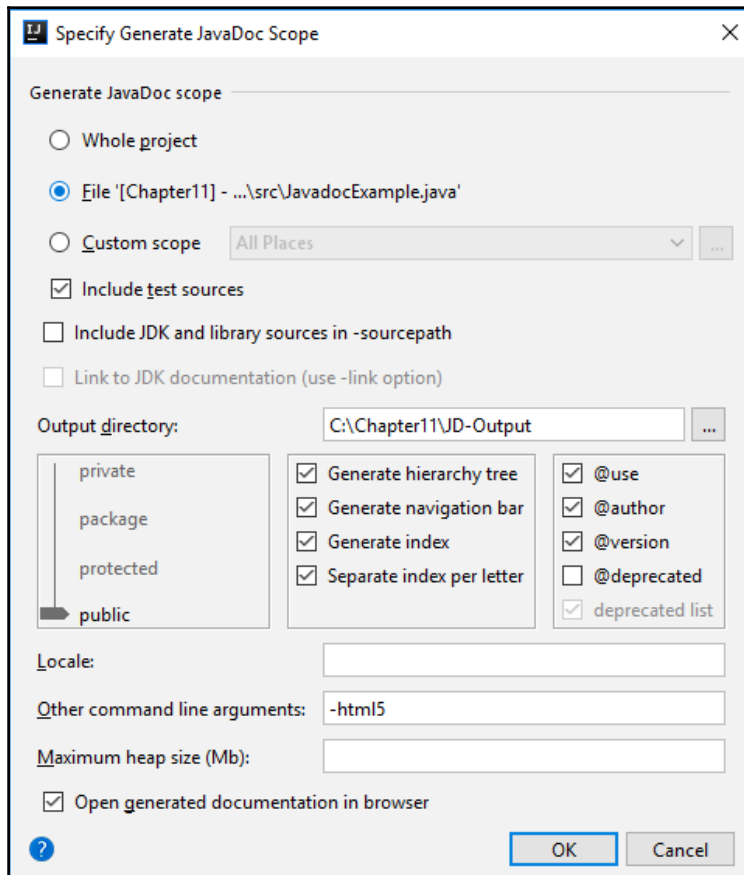 IJ Specify Generate JavaDoc Scope
Generate JavaDoc scope
Whole project
File '[Chapter11] - ...\src\JavadocExample.java'
Custom scope All Places ...
Include test sources
Include JDK and library sources in -sourcepath
Link to JDK documentation (use -link option)
Output directory: C:\Chapter11\JD-Output ...
private
package
protected
public
Generate hierarchy tree
Generate navigation bar
Generate index
Separate index per letter
@use
@author
@version
@deprecated
deprecated list
Locale:
Other command line arguments: -html5
Maximum heap size (Mb):
Open generated documentation in browser
? OK Cancel